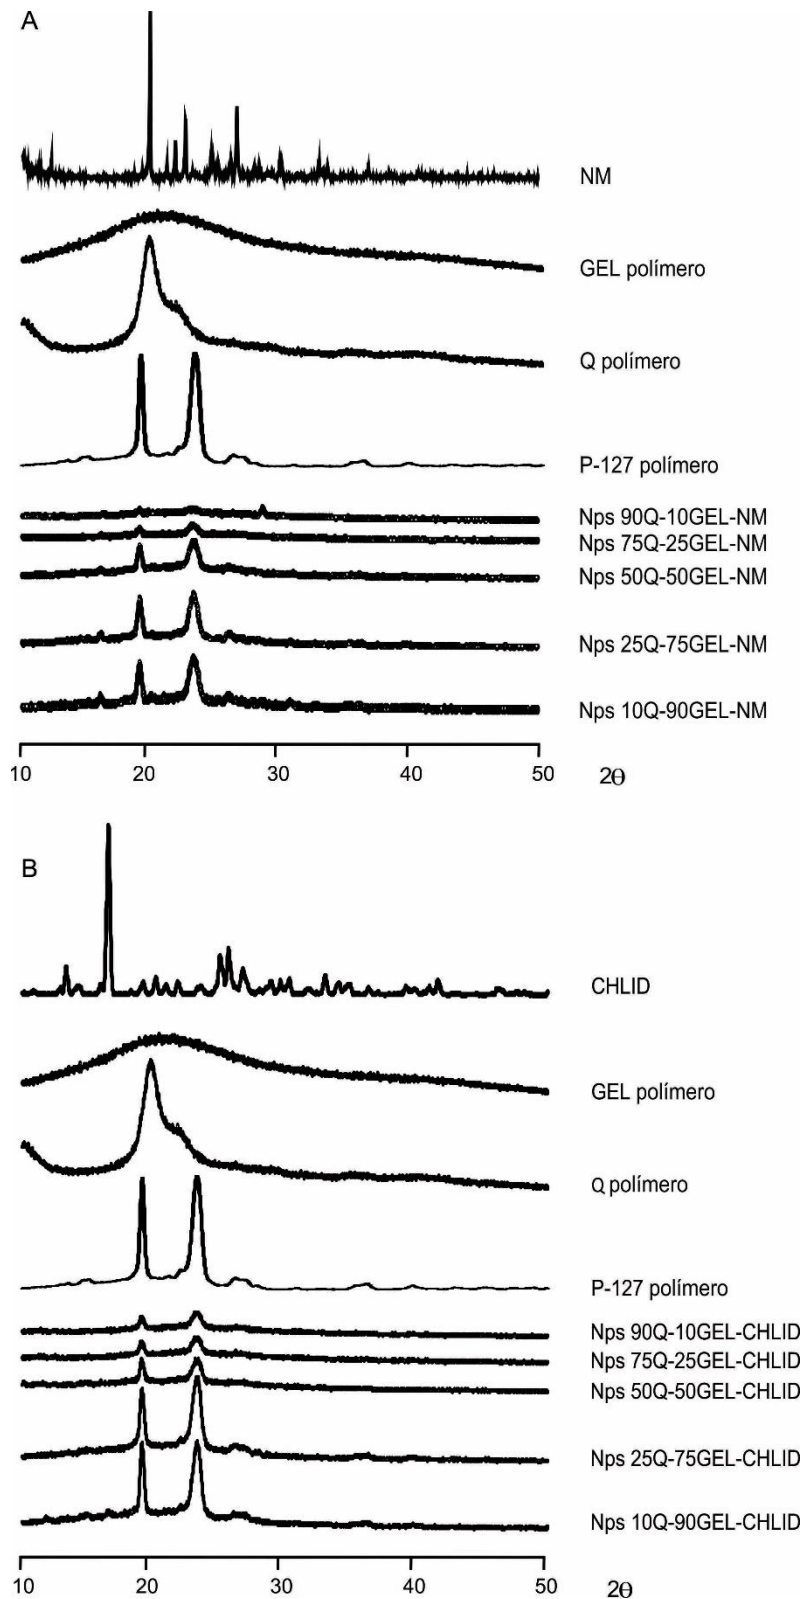 A
NM
GEL polímero
Q polímero
P-127 polímero
Nps 90Q-10GEL-NM
Nps 75Q-25GEL-NM
Nps 50Q-50GEL-NM
Nps 25Q-75GEL-NM
Nps 10Q-90GEL-NM
10 20 30 40 50 2θ
B
CHLID
GEL polímero
Q polímero
P-127 polímero
Nps 90Q-10GEL-CHLID
Nps 75Q-25GEL-CHLID
Nps 50Q-50GEL-CHLID
Nps 25Q-75GEL-CHLID
Nps 10Q-90GEL-CHLID
10 20 30 40 50 2θ